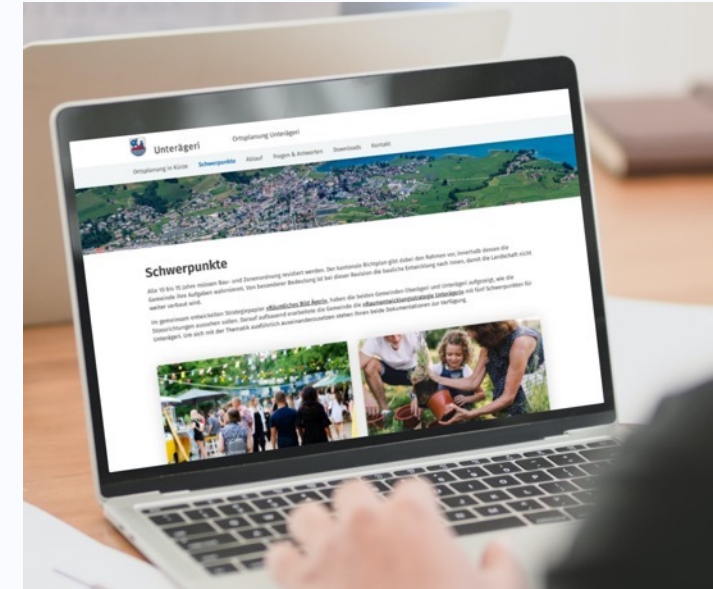 Unterägeri Ortsplanung Unterägeri
Ortsplanung in Kürze Schwerpunkte Ablauf Fragen & Antworten Downloads Kontakt
Schwerpunkte
Alle 10 bis 15 Jahre müssen Bau- und Zonenordnung revidiert werden. Der kantonale Richtplan gibt dabei den Rahmen vor, innerhalb dessen die
Gemeinde ihre Aufgaben wahrnimmt. Von besonderer Bedeutung ist bei dieser Revision die bauliche Entwicklung nach innen, damit die Landschaft nicht
weiter verbaut wird.
Im gemeinsam entwickelten Strategiepapier «Räumliches Bild Ägeri», haben die beiden Gemeinden Oberägeri und Unterägeri aufgezeigt, wie die
Stossrichtungen aussehen sollen. Darauf aufbauend erarbeitete die Gemeinde die «Raumentwicklungsstrategie Unterägeri» mit fünf Schwerpunkten für
Unterägeri. Um sich mit der Thematik ausführlich auseinanderzusetzen stehen Ihnen beide Dokumentationen zur Verfügung.